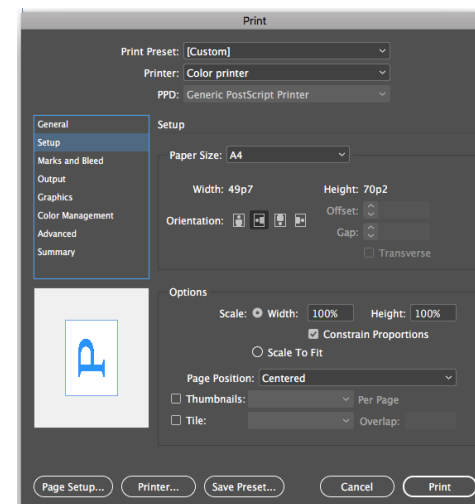 Print
Print Preset: [Custom]
Printer: Color printer
PPD: Generic PostScript Printer
General
Setup
Marks and Bleed
Output
Graphics
Color Management
Advanced
Summary
Setup
Paper Size: A4
Width: 49p7 Height: 70p2
Orientation: Offset:
Gap:
Transverse
Options
Scale: Width: 100% Height: 100%
Constrain Proportions
Scale To Fit
Page Position: Centered
Thumbnails: Per Page
Tile: Overlap:
P
Page Setup... Printer... Save Preset... Cancel Print